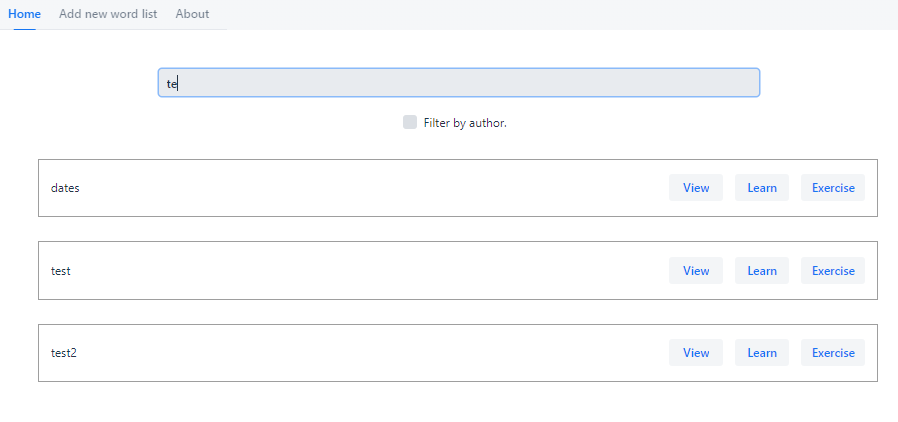 Home Add new word list About
te
Filter by author.
dates View Learn Exercise
test View Learn Exercise
test2 View Learn Exercise